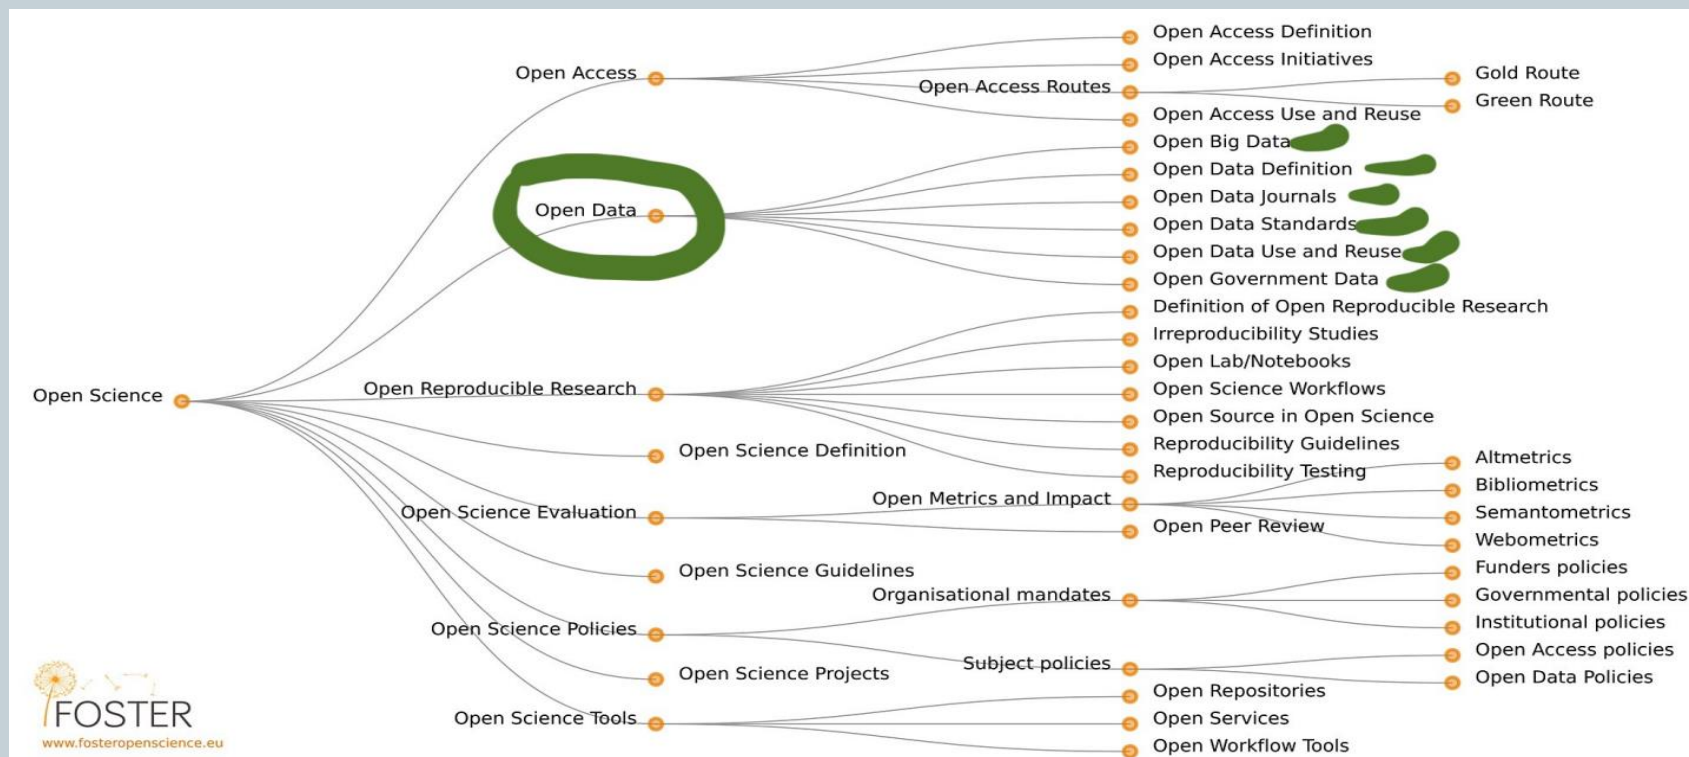 Open Science
Open Access
Open Access Definition
Open Access Initiatives
Open Access Routes
Gold Route
Green Route
Open Access Use and Reuse
Open Data
Open Big Data
Open Data Definition
Open Data Journals
Open Data Standards
Open Data Use and Reuse
Open Government Data
Open Reproducible Research
Definition of Open Reproducible Research
Irreproducibility Studies
Open Lab/Notebooks
Open Science Workflows
Open Source in Open Science
Reproducibility Guidelines
Reproducibility Testing
Open Science Definition
Open Science Evaluation
Open Metrics and Impact
Altmetrics
Bibliometrics
Semantometrics
Webometrics
Open Peer Review
Open Science Guidelines
Open Science Policies
Organisational mandates
Funders policies
Governmental policies
Institutional policies
Subject policies
Open Access policies
Open Data Policies
Open Science Projects
Open Science Tools
Open Repositories
Open Services
Open Workflow Tools
FOSTER
www.fosteropenscience.eu